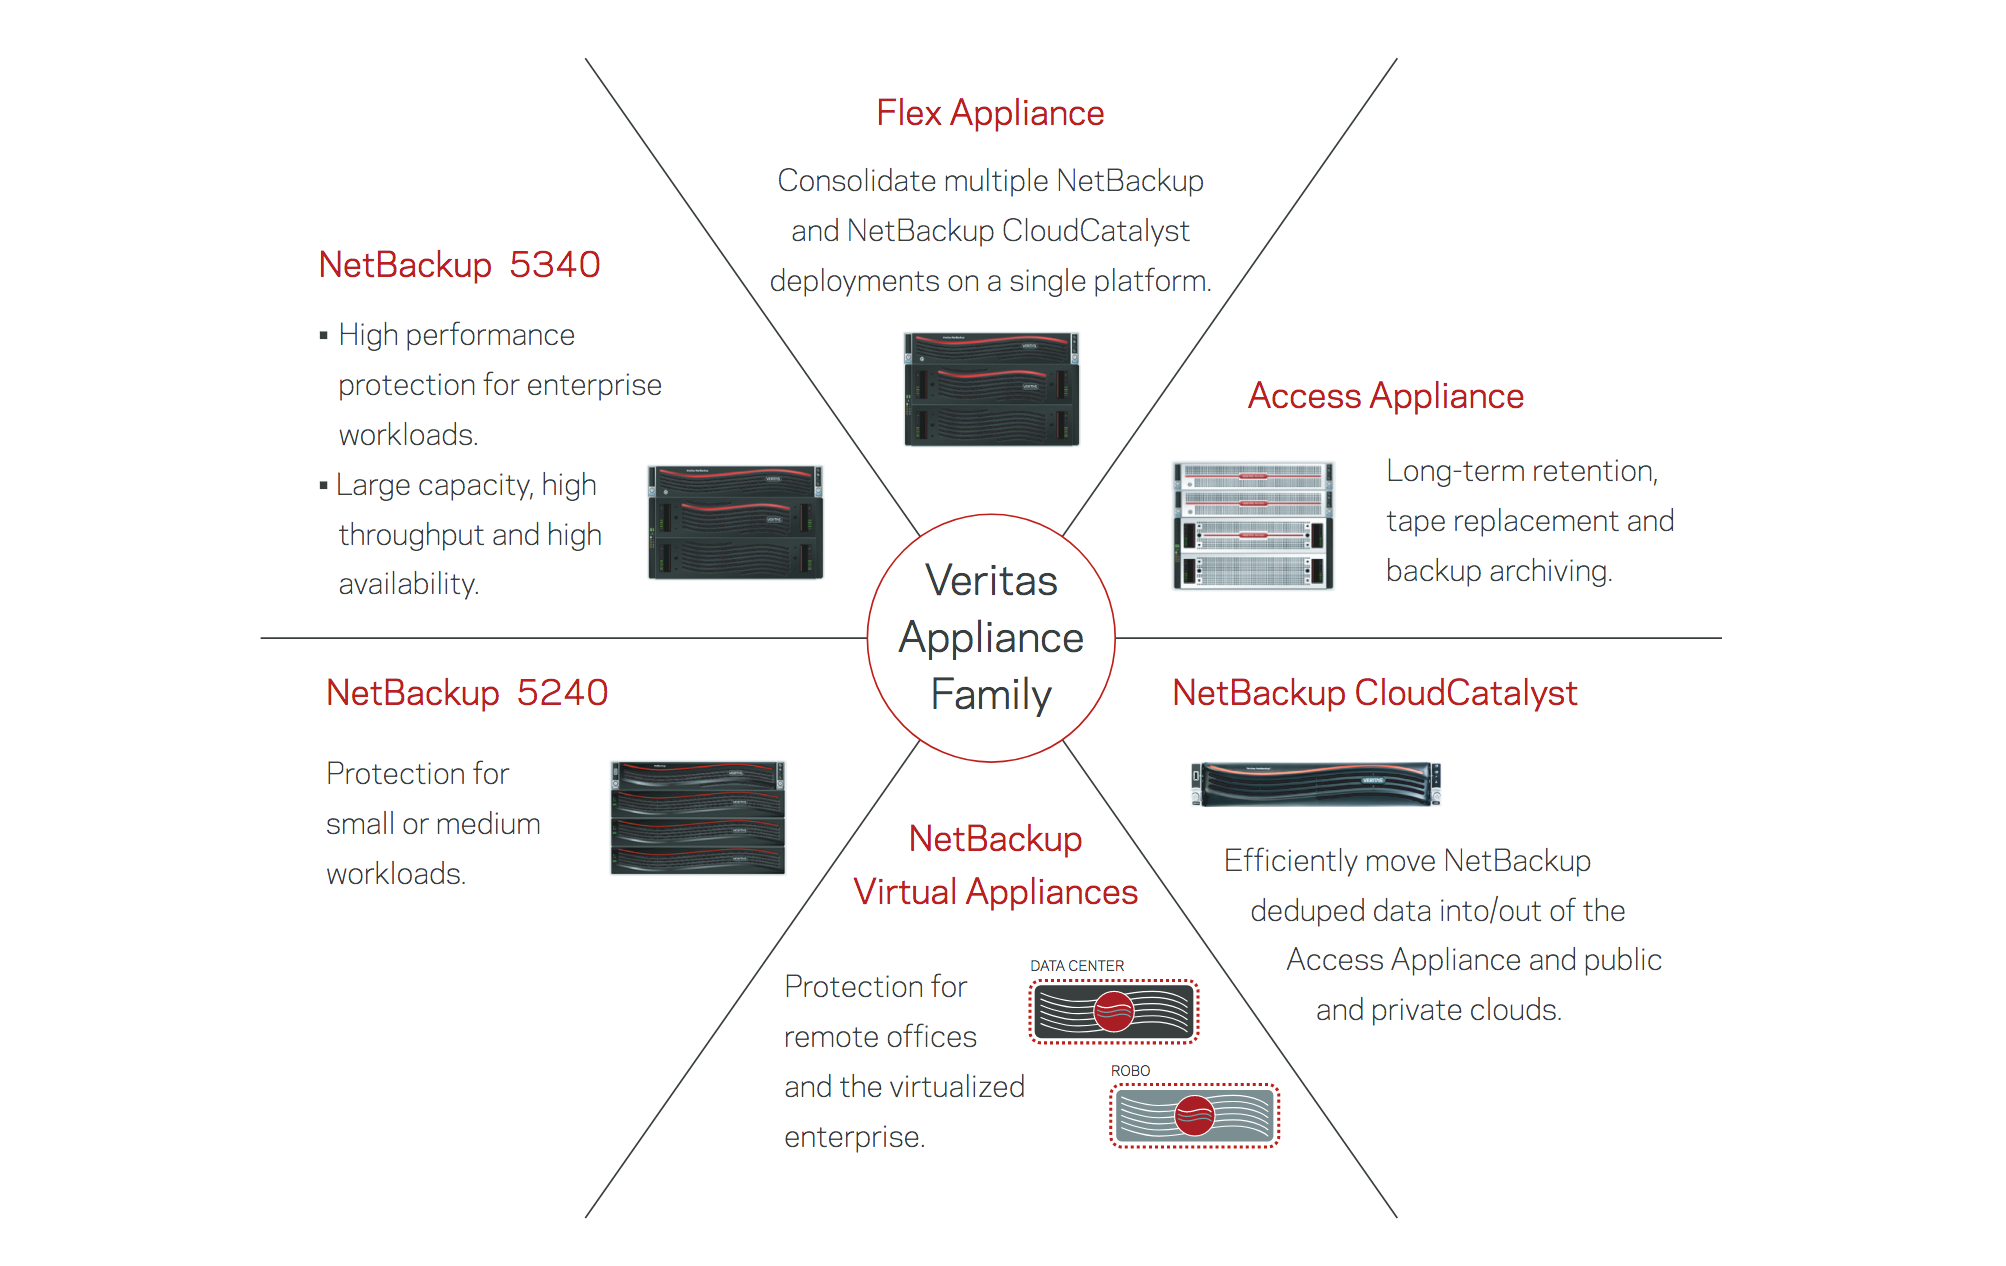 Flex Appliance
Consolidate multiple NetBackup
and NetBackup CloudCatalyst
deployments on a single platform.
NetBackup 5340
▪ High performance
protection for enterprise
workloads.
▪ Large capacity, high
throughput and high
availability.
Access Appliance
Long-term retention,
tape replacement and
backup archiving.
Veritas
Appliance
Family
NetBackup 5240
Protection for
small or medium
workloads.
NetBackup CloudCatalyst
Efficiently move NetBackup
deduped data into/out of the
Access Appliance and public
and private clouds.
NetBackup
Virtual Appliances
Protection for
remote offices
and the virtualized
enterprise.
DATA CENTER
ROBO